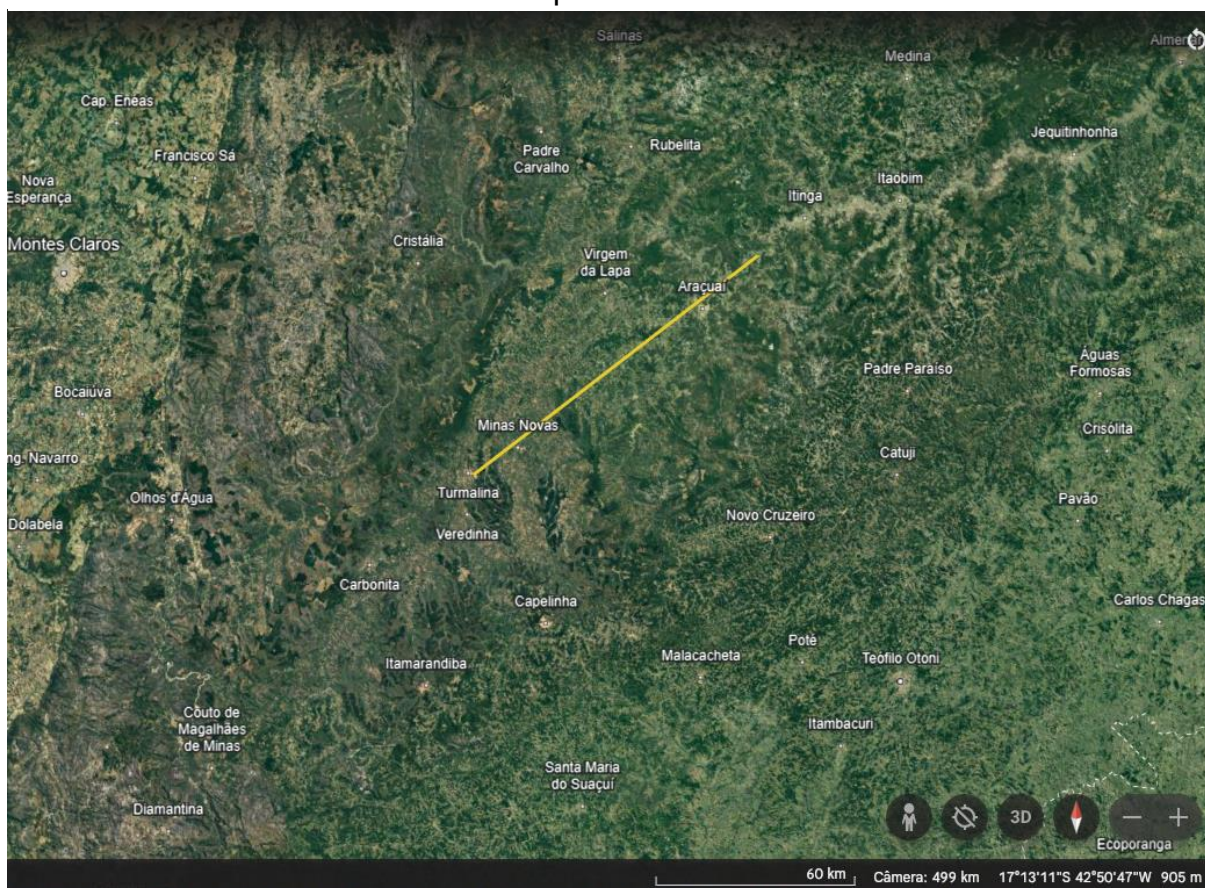 Salinas
Almenar
Medina
Cap. Enéas
Jequitinhonha
Rubelita
Padre
Carvalho
Francisco Sá
Itaobim
Nova
Esperança
Itinga
Montes Claros
Cristália
Virgem
da Lapa
Araçuaí
Padre Paraíso
Águas
Formosas
Bocaiúva
Minas Novas
Crisólita
ng. Navarro
Catuji
Turmalina
Olhos d'Água
Pavão
Novo Cruzeiro
Dolabela
Veredinha
Carbonita
Capelinha
Carlos Chagas
Poté
Malacacheta
Teófilo Otoni
Itamarandiba
Couto de
Magalhães
de Minas
Itambacuri
Santa Maria
do Suaçuí
Diamantina
3D
Ecoporanga
60 km
Câmera: 499 km
17°13'11"S 42°50'47"W
905 m